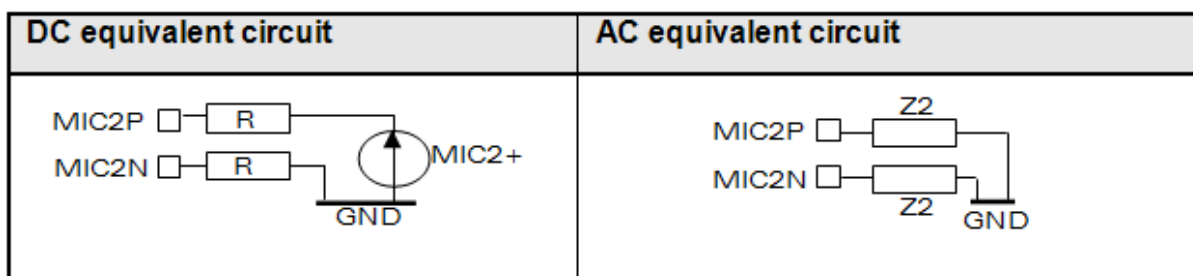 DC equivalent circuit
AC equivalent circuit
MIC2P
R
MIC2N
R
MIC2+
GND
Z2
MIC2P
MIC2N
Z2
GND